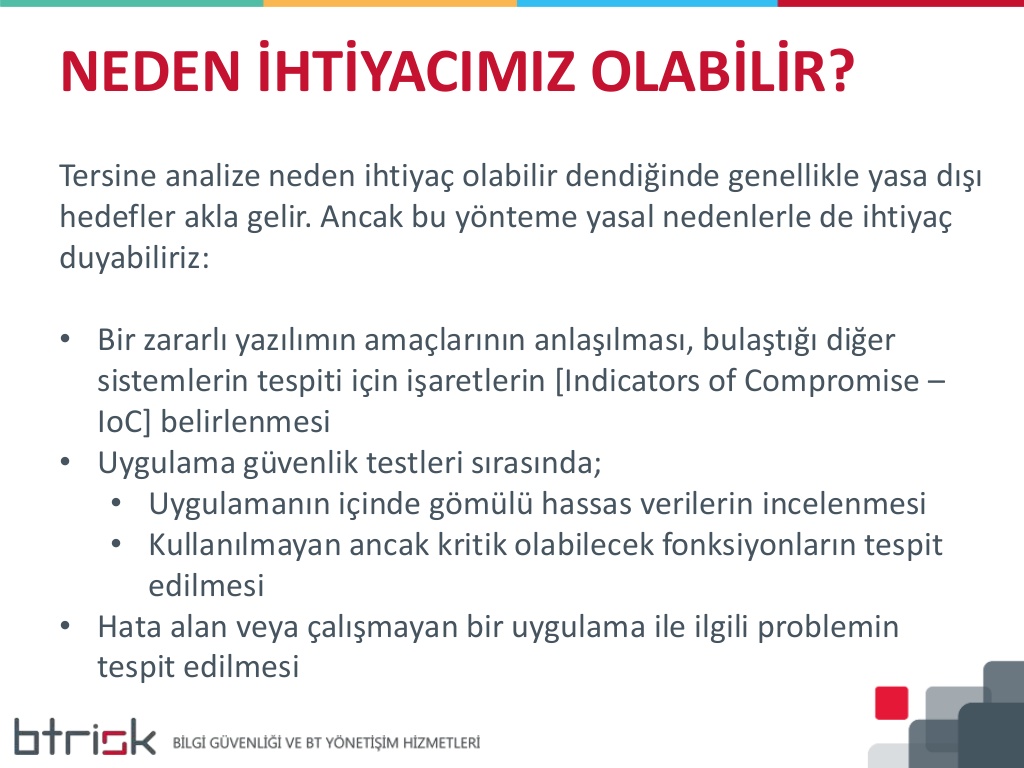 NEDEN İHTİYACIMIZ OLABİLİR?
Tersine analize neden ihtiyaç olabilir dendiğinde genellikle yasa dışı
hedefler akla gelir. Ancak bu yönteme yasal nedenlerle de ihtiyaç
duyabiliriz:
• Bir zararlı yazılımın amaçlarının anlaşılması, bulaştığı diğer
sistemlerin tespiti için işaretlerin [Indicators of Compromise –
IoC] belirlenmesi
• Uygulama güvenlik testleri sırasında;
• Uygulamanın içinde gömülü hassas verilerin incelenmesi
• Kullanılmayan ancak kritik olabilecek fonksiyonların tespit
edilmesi
• Hata alan veya çalışmayan bir uygulama ile ilgili problemin
tespit edilmesi
btrisk BİLGİ GÜVENLİĞİ VE BT YÖNETİŞİM HİZMETLERİ